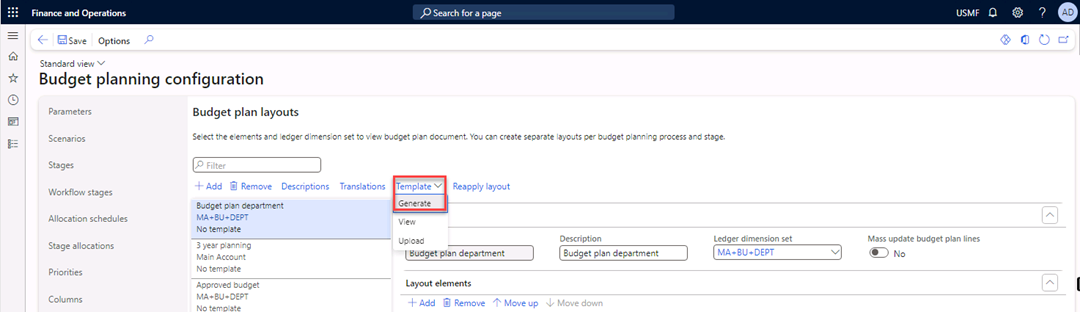 Finance and Operations
Search for a page
USMF
?
AD
Save
Options
Standard view
Budget planning configuration
Parameters
Scenarios
Stages
Workflow stages
Allocation schedules
Stage allocations
Priorities
Columns
Budget plan layouts
Select the elements and ledger dimension set to view budget plan document. You can create separate layouts per budget planning process and stage.
Filter
Add Remove Descriptions Translations Template Reapply layout
Generate
View
Upload
Budget plan department
MA+BU+DEPT
No template
3 year planning
Main Account
No template
Approved budget
MA+BU+DEPT
No template
Budget plan department
Description
Budget plan department
Ledger dimension set
MA+BU+DEPT
Mass update budget plan lines
No
Layout elements
Add Remove Move up Move down